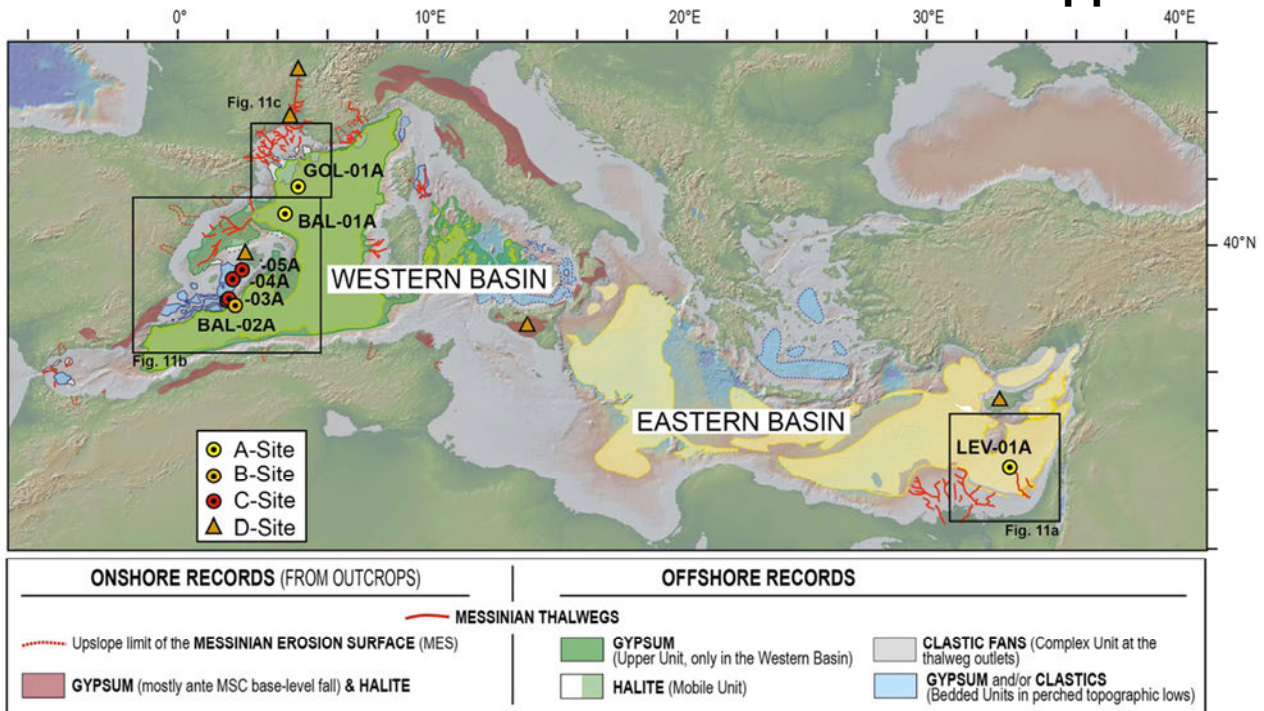 pp
0° 10°E 20°E 30°E 40°E
Fig. 11c
GOL-01A
BAL-01A
40°N
-05A
-04A
-03A
BAL-02A
WESTERN BASIN
Fig. 11b
EASTERN BASIN
LEV-01A
Fig. 11a
A-Site
B-Site
C-Site
D-Site
ONSHORE RECORDS (FROM OUTCROPS)
OFFSHORE RECORDS
MESSINIAN THALWEGS
Upslope limit of the MESSINIAN EROSION SURFACE (MES)
GYPSUM (mostly ante MSC base-level fall) & HALITE
GYPSUM
(Upper Unit, only in the Western Basin)
HALITE (Mobile Unit)
CLASTIC FANS (Complex Unit at the
thalweg outlets)
GYPSUM and/or CLASTICS
(Bedded Units in perched topographic lows)